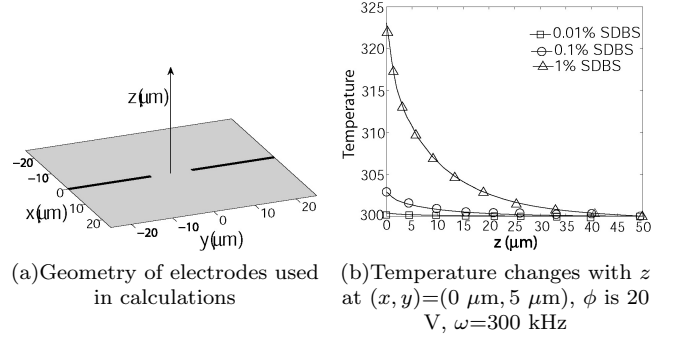 z(μm)
−20
−10
0
10
20
x(μm)
−20
−10
0
10
20
y(μm)
(a)Geometry of electrodes used
in calculations
325
320
315
310
305
300
Temperature
0.01% SDBS
0.1% SDBS
1% SDBS
0 5 10 15 20 25 30 35 40 45 50
z (μm)
(b)Temperature changes with z
at (x, y)=(0 μm, 5 μm), ϕ is 20
V, ω=300 kHz